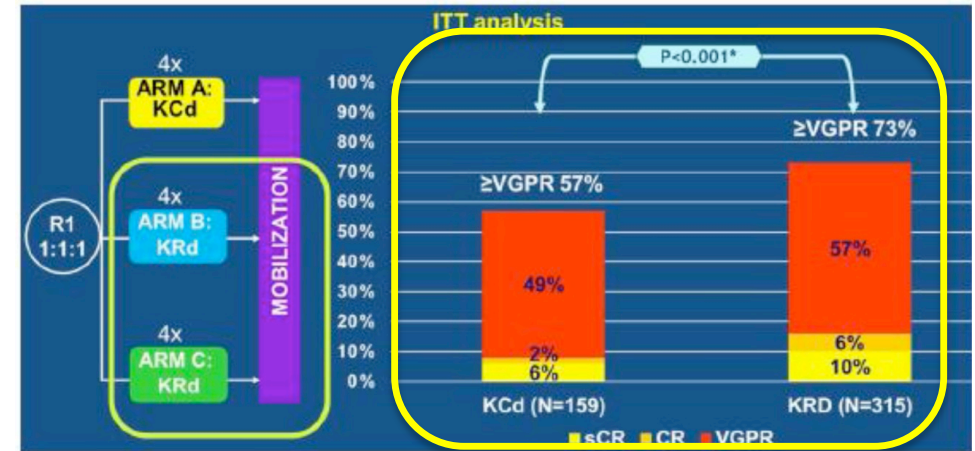 ITT analysis
4x
ARM A:
KCd
4x
ARM B:
KRd
4x
ARM C:
KRd
R1
1:1:1
MOBILIZATION
100%
90%
80%
70%
60%
50%
40%
30%
20%
10%
0%
P<0.001*
≥VGPR 57%
≥VGPR 73%
49%
2%
6%
57%
6%
10%
KCd (N=159)
KRD (N=315)
sCR CR VGPR